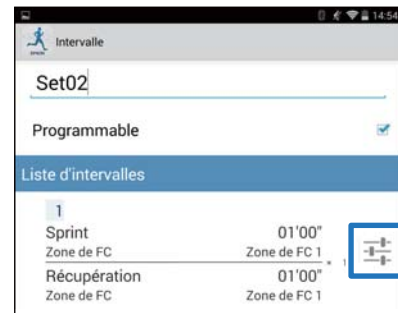 14:54
Intervalle
Set02
Programmable
Liste d'intervalles
1
Sprint 01'00"
Zone de FC Zone de FC 1
* 1
Récupération 01'00"
Zone de FC Zone de FC 1